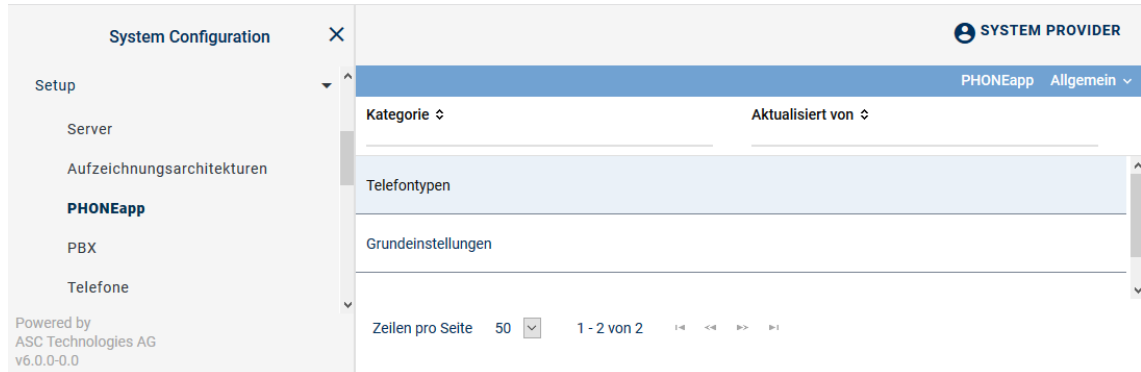 System Configuration
SYSTEM PROVIDER
Setup
PHONEapp Allgemein
Kategorie
Aktualisiert von
Server
Aufzeichnungsarchitekturen
Telefontypen
PHONEapp
PBX
Grundeinstellungen
Telefone
Powered by
ASC Technologies AG
v6.0.0-0.0
Zeilen pro Seite 50 1 - 2 von 2